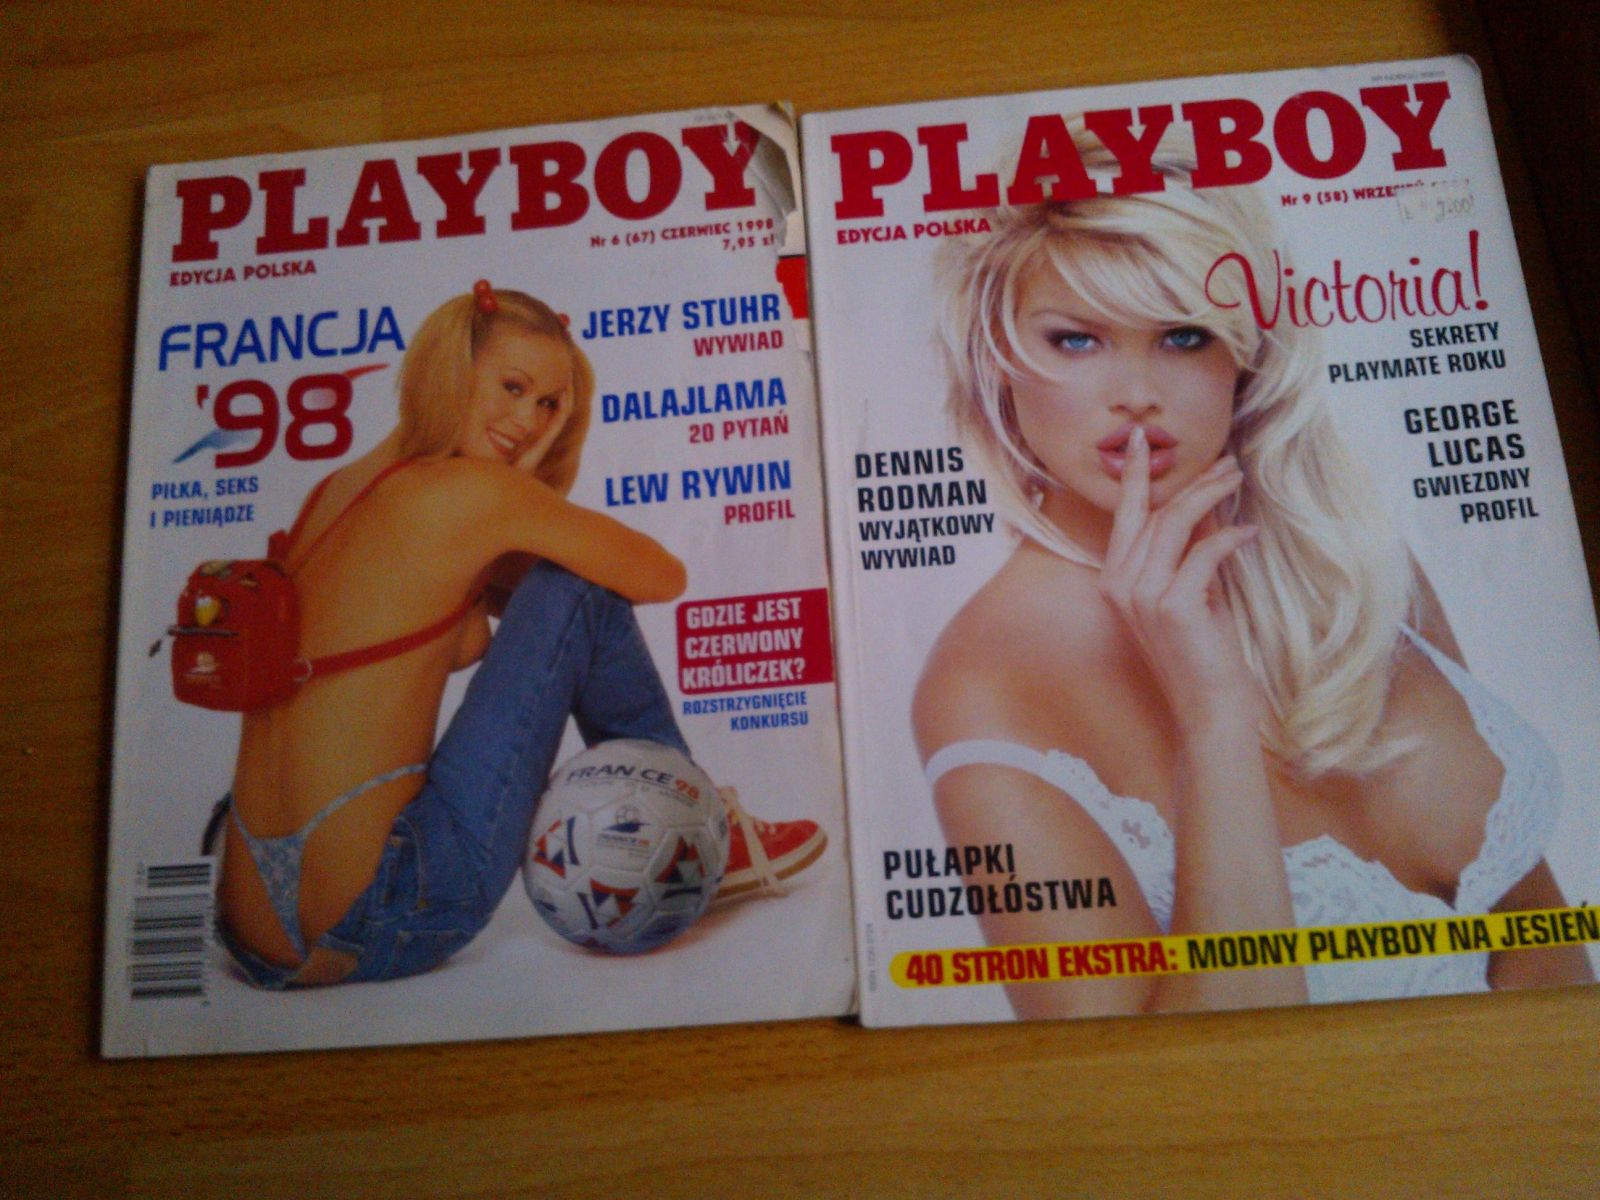 PLAYBOY
Nr 6 (67) CZERWIEC 1998
7,95 zł
EDYCJA POLSKA
FRANCJA
'98
PIŁKA, SEKS
I PIENIĄDZE
JERZY STUHR
WYWIAD
DALAJLAMA
20 PYTAŃ
LEW RYWIN
PROFIL
GDZIE JEST
CZERWONY
KRÓLICZEK?
ROZSTRZYGNIĘCIE
KONKURSU
FRANCE 98
PLAYBOY
Nr 9 (58) WRZESIEŃ
EDYCJA POLSKA
Victoria!
SEKRETY
PLAYMATE ROKU
GEORGE
LUCAS
GWIEZDNY
PROFIL
DENNIS
RODMAN
WYJĄTKOWY
WYWIAD
PUŁAPKI
CUDZOŁÓSTWA
40 STRON EKSTRA: MODNY PLAYBOY NA JESIEŃ